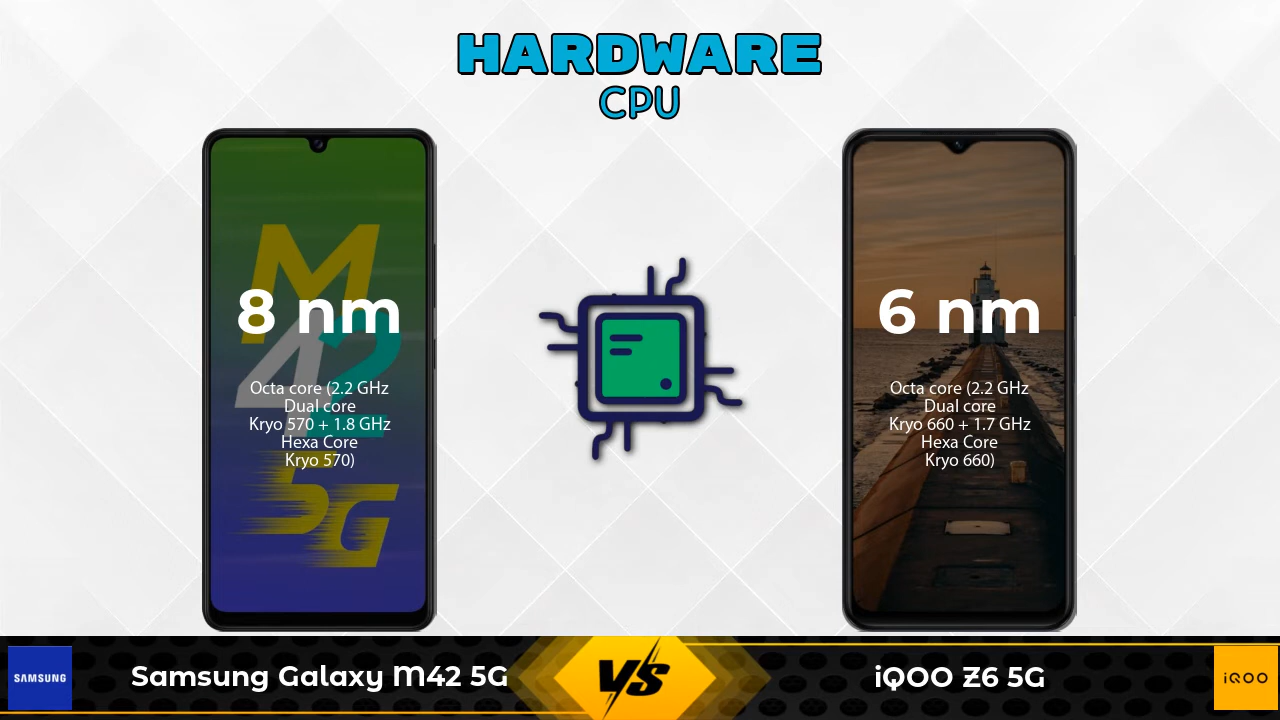 HARDWARE
CPU
M
42
5G
8 nm
Octa core (2.2 GHz
Dual core
Kryo 570 + 1.8 GHz
Hexa Core
Kryo 570)
6 nm
Octa core (2.2 GHz
Dual core
Kryo 660 + 1.7 GHz
Hexa Core
Kryo 660)
SAMSUNG
Samsung Galaxy M42 5G
VS
iQOO Z6 5G
iQOO